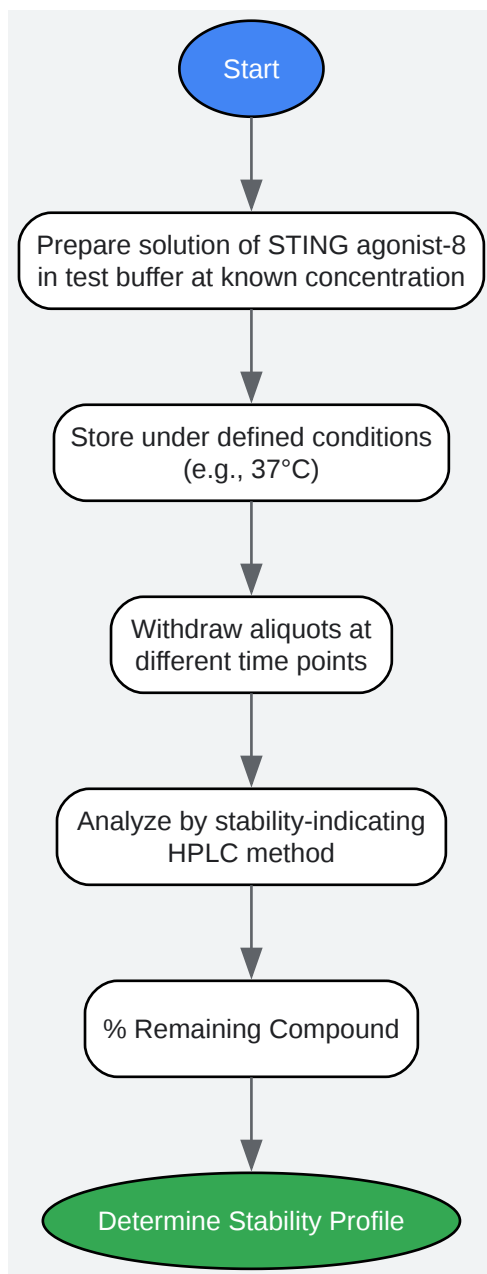 Start
Prepare solution of STING agonist-8
in test buffer at known concentration
Store under defined conditions
(e.g., 37°C)
Withdraw aliquots at
different time points
Analyze by stability-indicating
HPLC method
% Remaining Compound
Determine Stability Profile